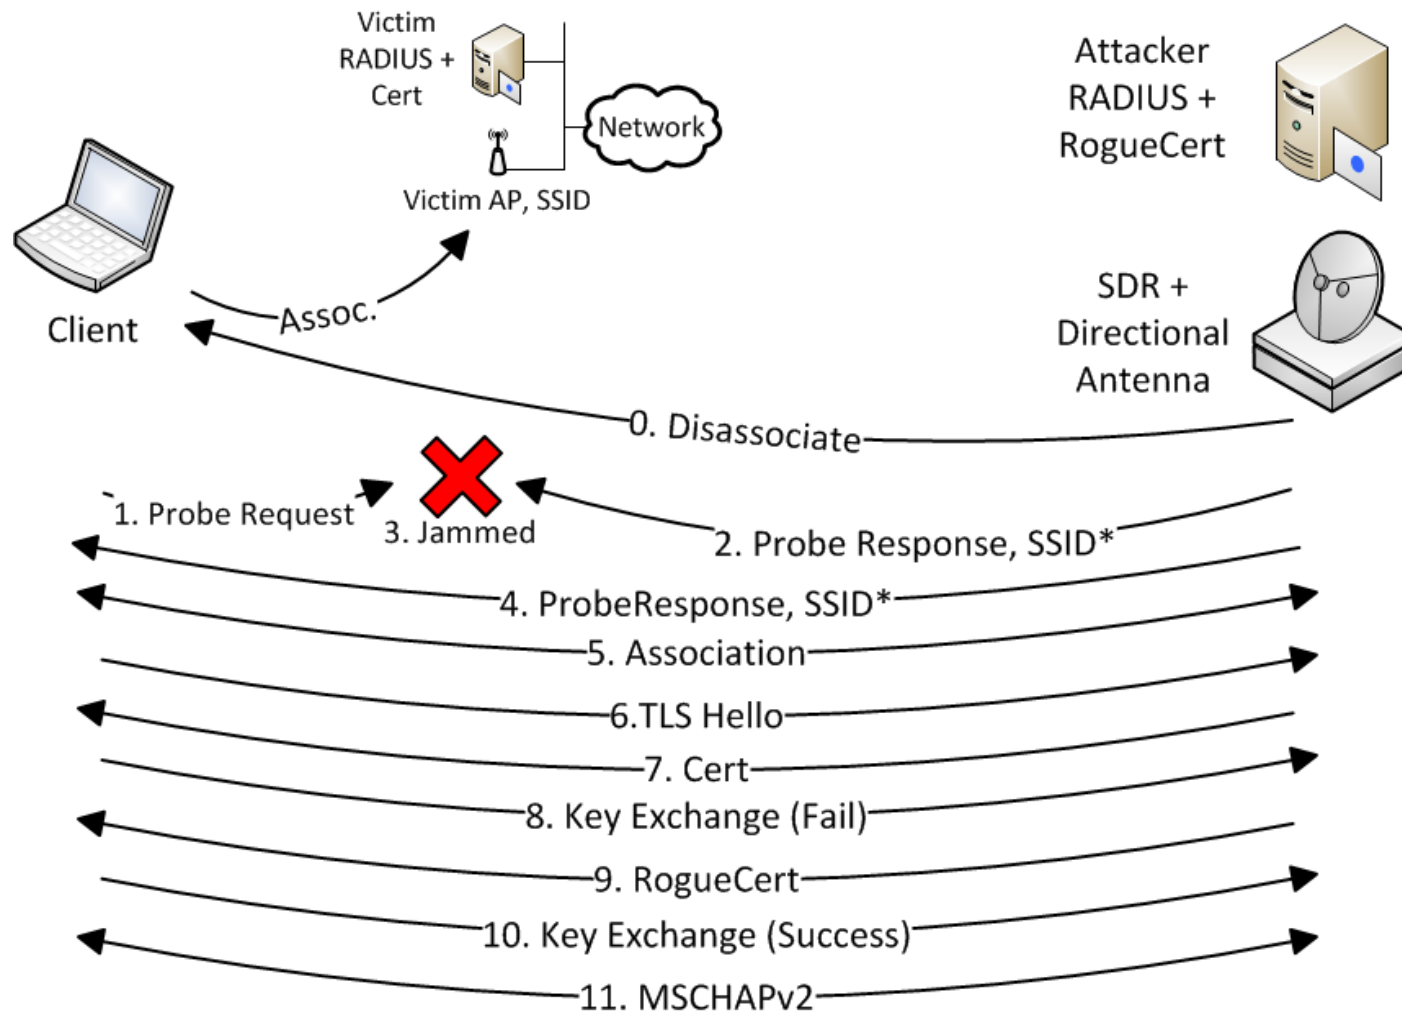 Victim
RADIUS +
Cert
Network
Victim AP, SSID
Attacker
RADIUS +
RogueCert
Client
Assoc.
SDR +
Directional
Antenna
0. Disassociate
1. Probe Request
3. Jammed
2. Probe Response, SSID*
4. ProbeResponse, SSID*
5. Association
6.TLS Hello
7. Cert
8. Key Exchange (Fail)
9. RogueCert
10. Key Exchange (Success)
11. MSCHAPv2